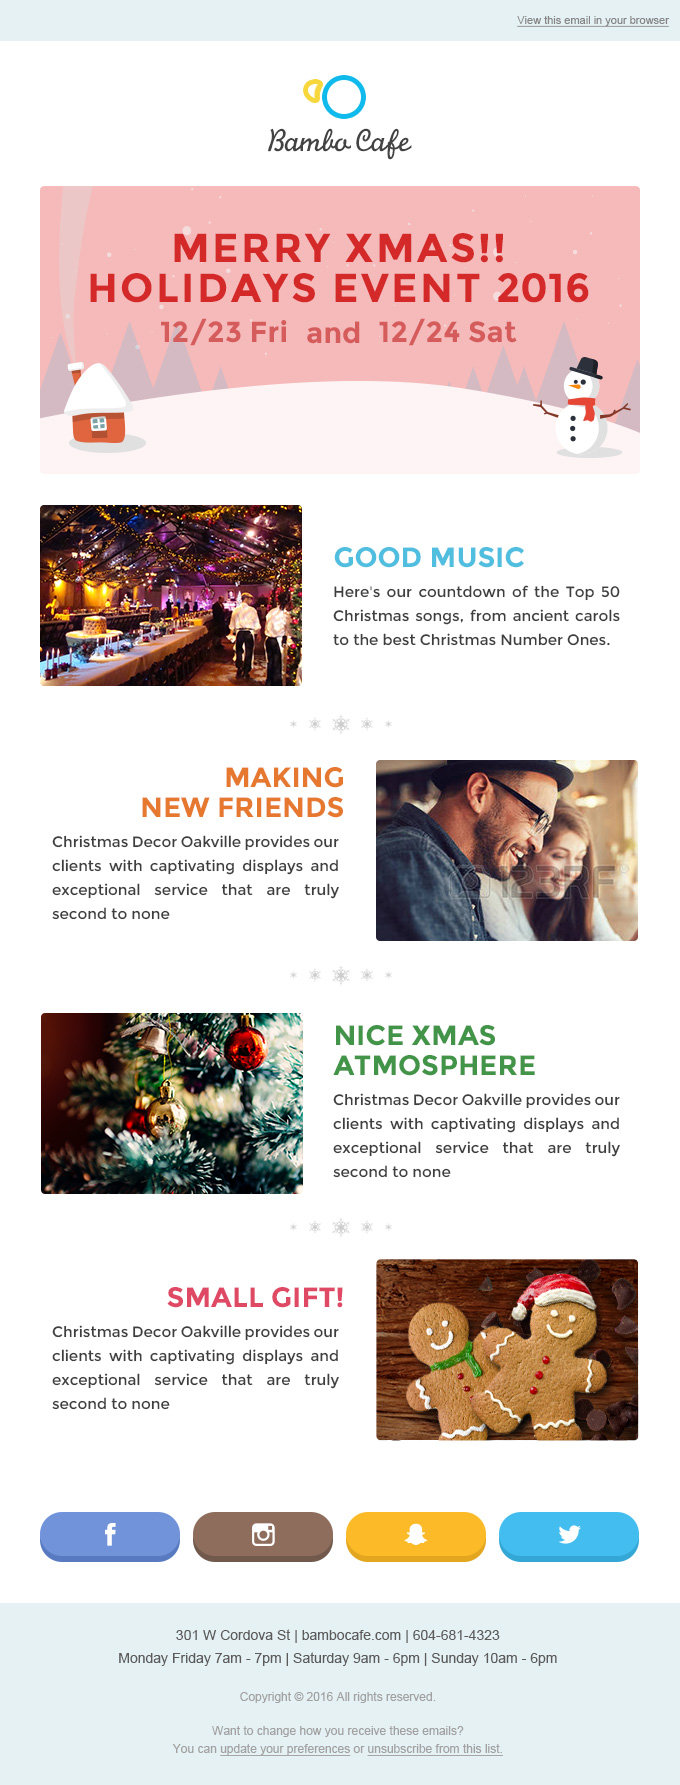 View this email in your browser
Bambo Cafe
MERRY XMAS!!
HOLIDAYS EVENT 2016
12/23 Fri and 12/24 Sat
GOOD MUSIC
Here's our countdown of the Top 50
Christmas songs, from ancient carols
to the best Christmas Number Ones.
MAKING
NEW FRIENDS
Christmas Decor Oakville provides our
clients with captivating displays and
exceptional service that are truly
second to none
123RF
NICE XMAS
ATMOSPHERE
Christmas Decor Oakville provides our
clients with captivating displays and
exceptional service that are truly
second to none
SMALL GIFT!
Christmas Decor Oakville provides our
clients with captivating displays and
exceptional service that are truly
second to none
301 W Cordova St | bambocafe.com | 604-681-4323
Monday Friday 7am - 7pm | Saturday 9am - 6pm | Sunday 10am - 6pm
Copyright © 2016 All rights reserved.
Want to change how you receive these emails?
You can update your preferences or unsubscribe from this list.